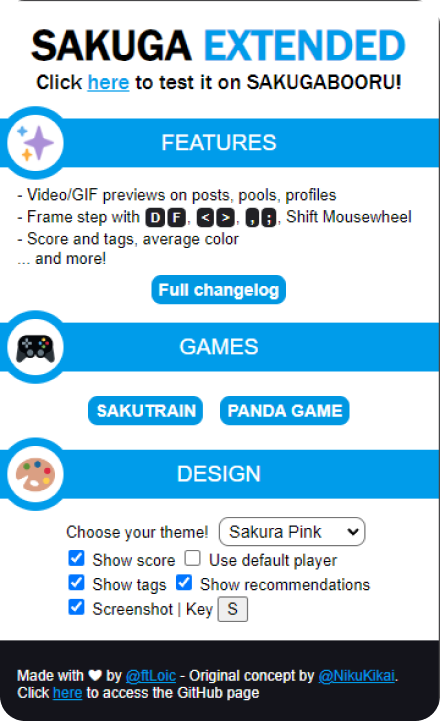 SAKUGA EXTENDED
Click here to test it on SAKUGABOORU!
FEATURES
- Video/GIF previews on posts, pools, profiles
- Frame step with D F, < >, , ;, Shift Mousewheel
- Score and tags, average color
... and more!
Full changelog
GAMES
SAKUTRAIN PANDA GAME
DESIGN
Choose your theme! Sakura Pink
Show score Use default player
Show tags Show recommendations
Screenshot | Key S
Made with ❤ by @ftLoic - Original concept by @NikuKikai.
Click here to access the GitHub page